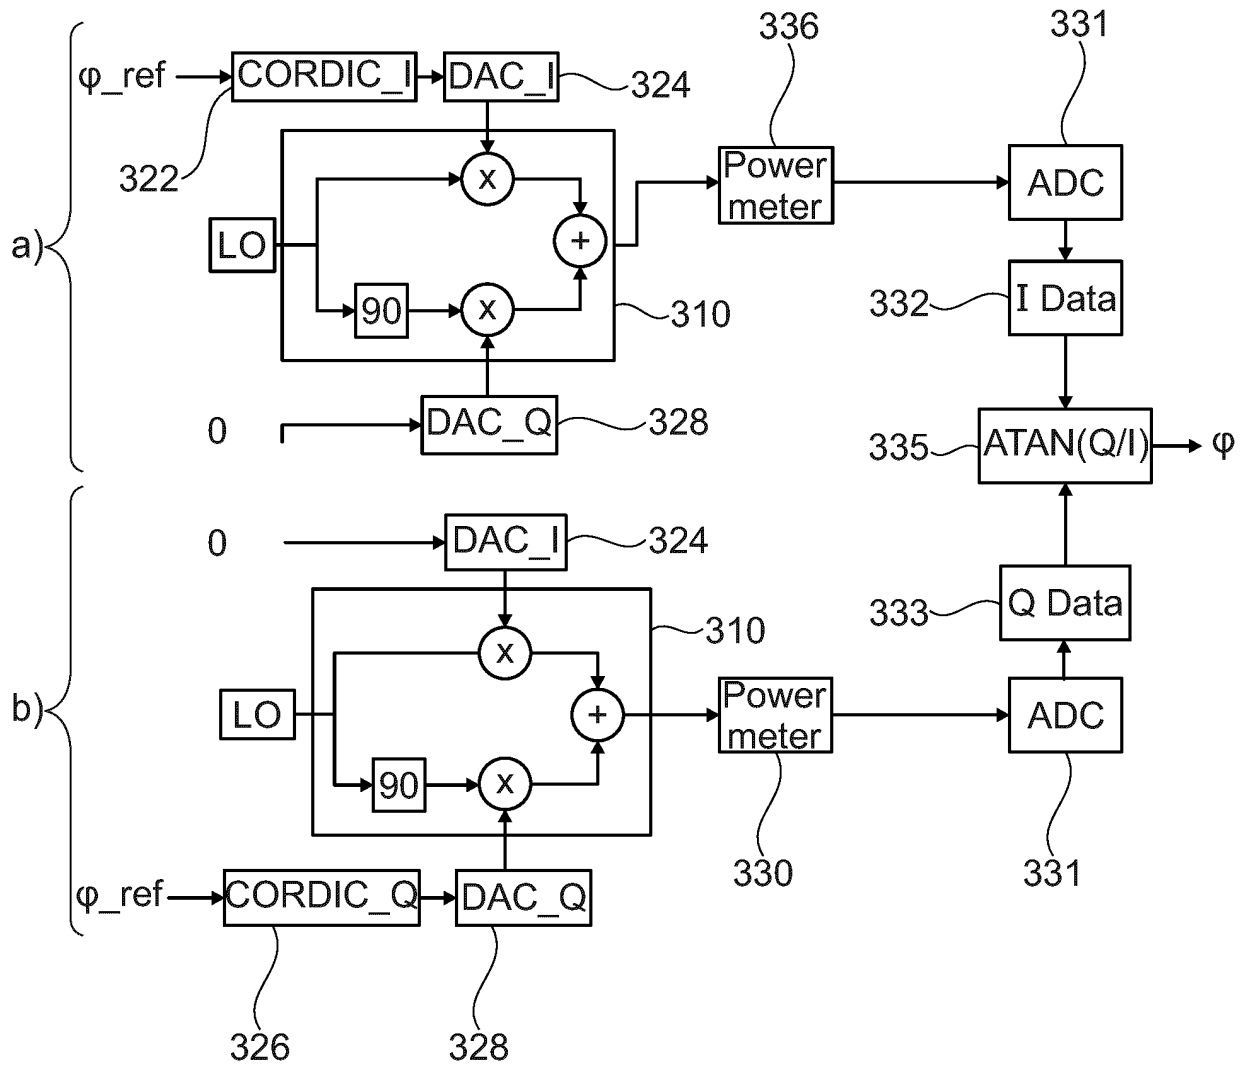 336
331
φ_ref
CORDIC_I
DAC_I
324
322
Power
meter
ADC
x
a)
LO
+
90
x
310
332
I Data
0
DAC_Q
328
335
ATAN(Q/I)
φ
0
DAC_I
324
333
Q Data
310
x
b)
LO
+
Power
meter
ADC
90
x
330
331
φ_ref
CORDIC_Q
DAC_Q
326
328